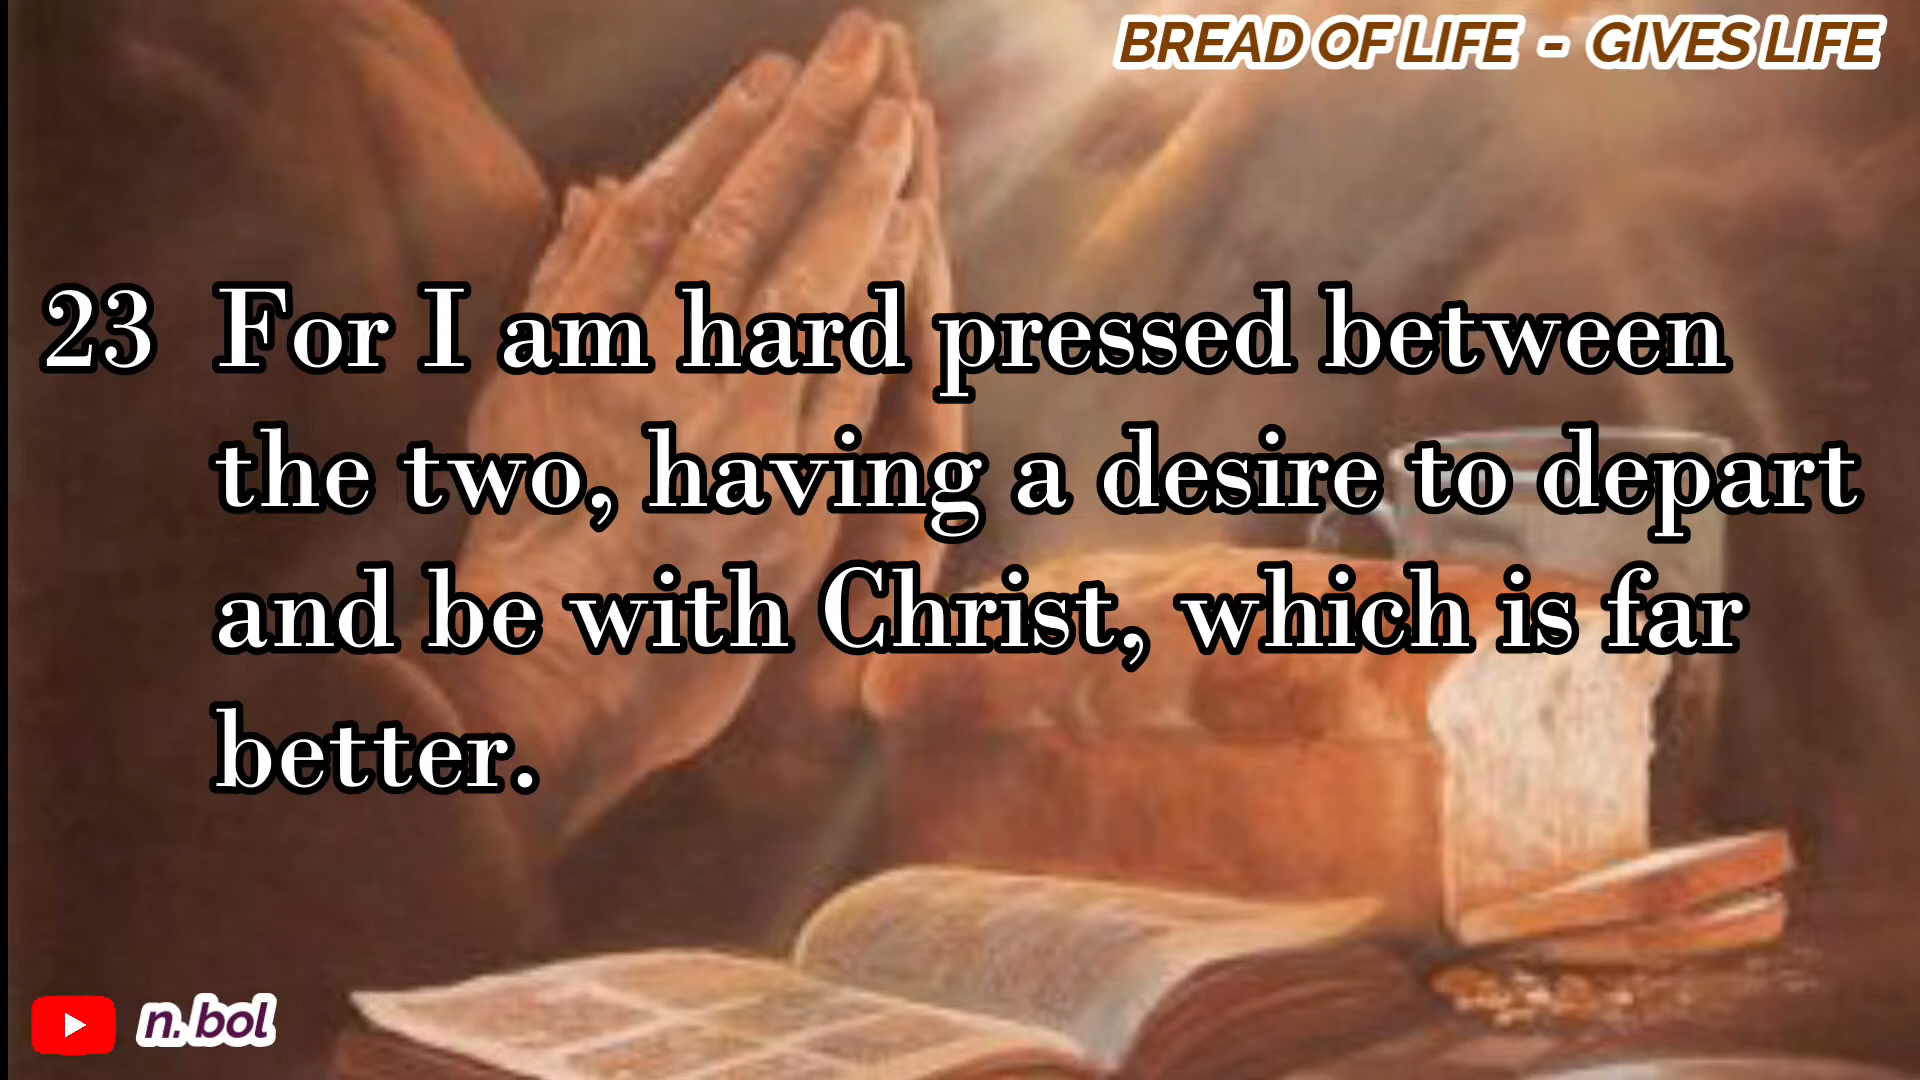 BREAD OF LIFE - GIVES LIFE
23 For I am hard pressed between
the two, having a desire to depart
and be with Christ, which is far
better.
n. bol